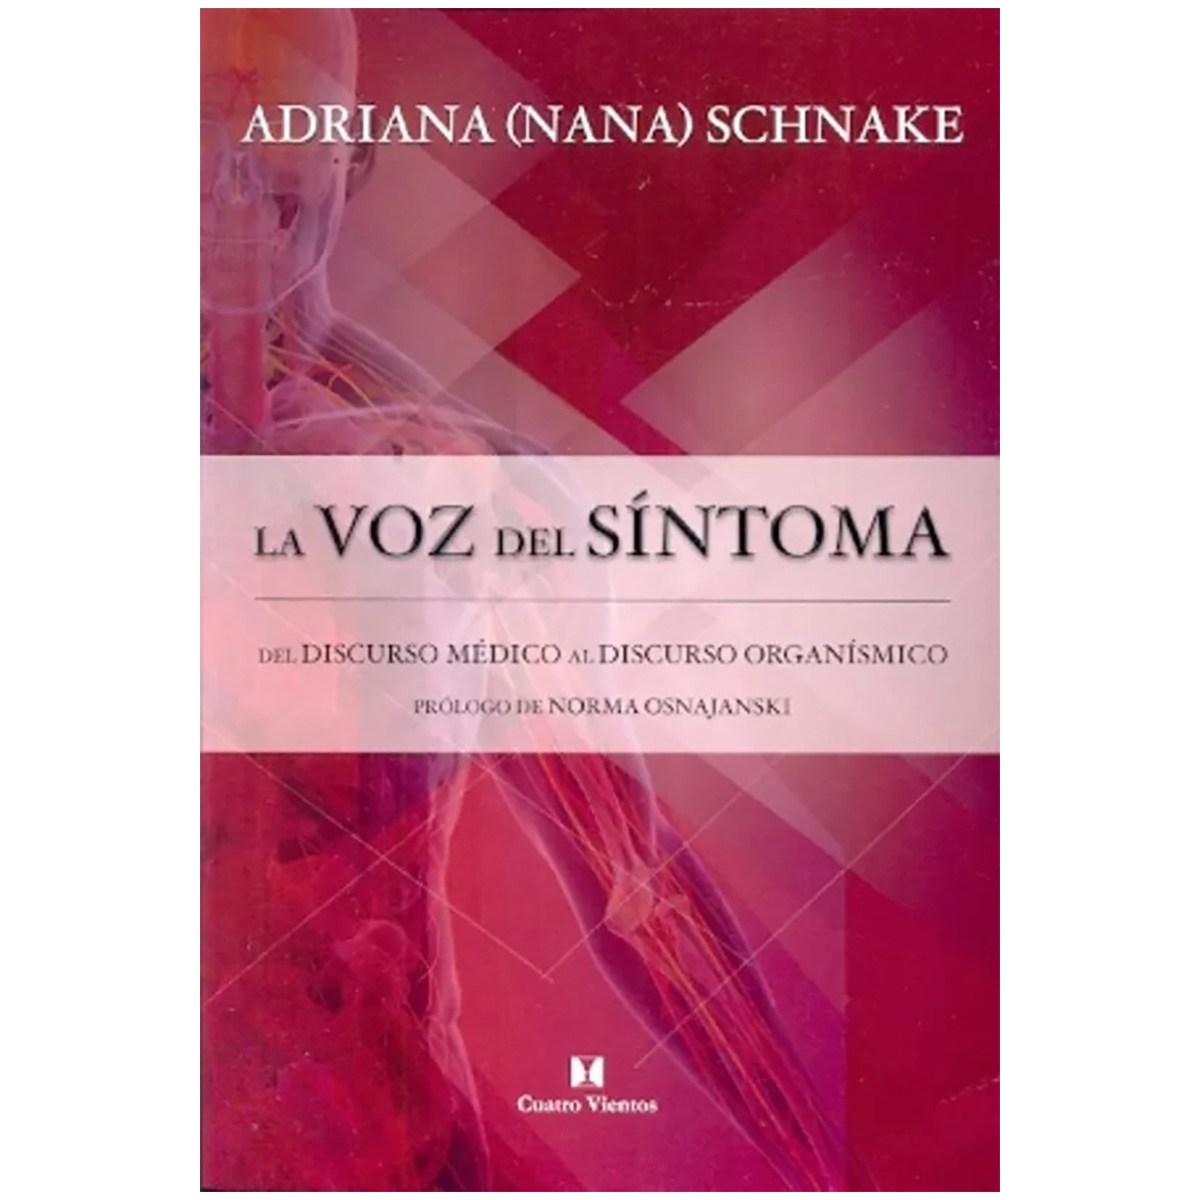 ADRIANA (NANA) SCHNAKE
LA VOZ DEL SÍNTOMA
DEL DISCURSO MÉDICO AL DISCURSO ORGANÍSMICO
PRÓLOGO DE NORMA OSNAJANSKI
Cuatro Vientos